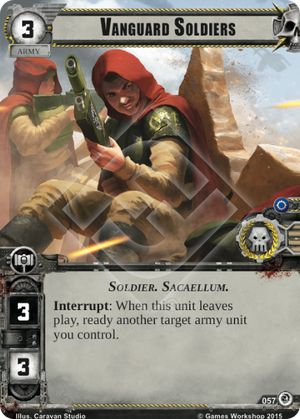 3
VANGUARD SOLDIERS
ARMY
SOLDIER. SACAELLUM.
Interrupt: When this unit leaves
play, ready another target army unit
you control.
3
3
057
Illus. Caravan Studio
© Games Workshop 2015